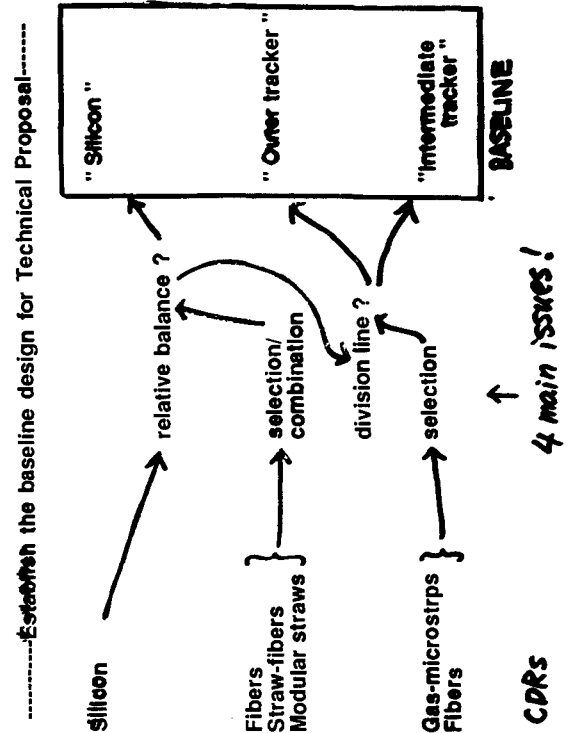 ---------Establish the baseline design for Technical Proposal-------
Silicon
relative balance ?
" Silicon "
Fibers
Straw-fibers
Modular straws
selection/
combination
" Outer tracker "
division line ?
Gas-microstrps
Fibers
selection
"Intermediate
tracker "
CDRs
↑
4 main issues!
BASELINE